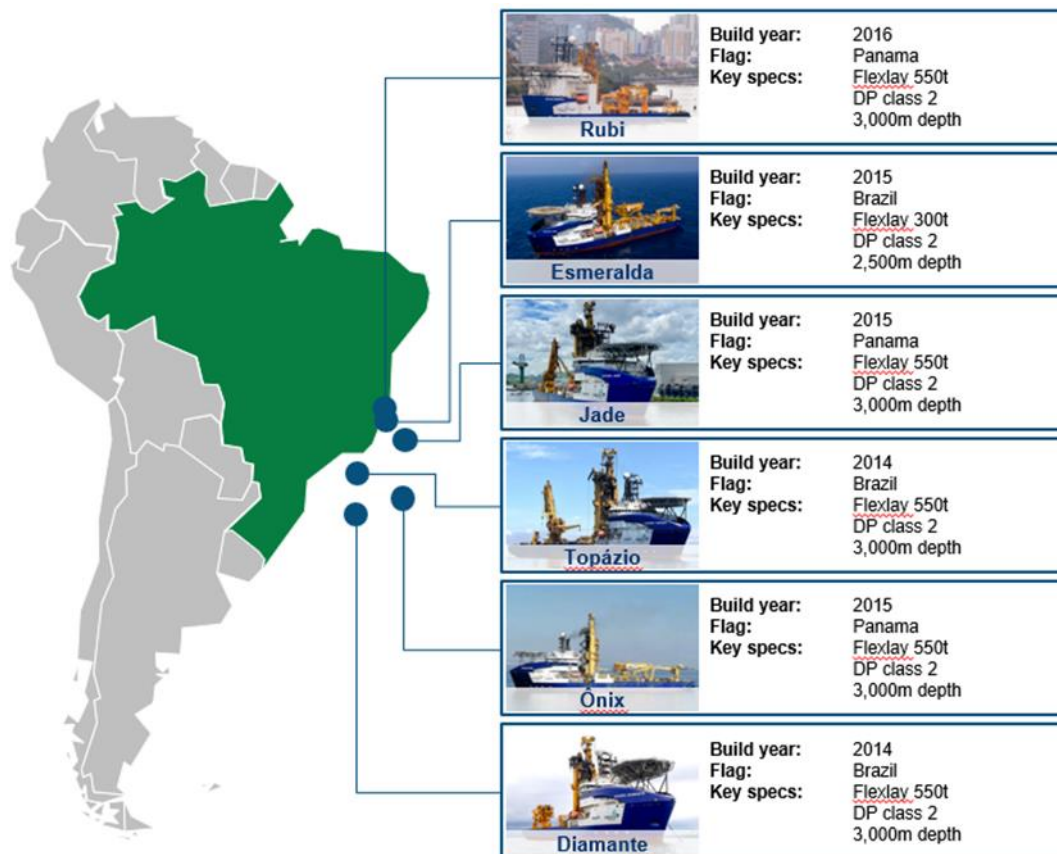 Build year: 2016
Flag: Panama
Key specs: Flexlay 550t
DP class 2
3,000m depth
Rubi
Build year: 2015
Flag: Brazil
Key specs: Flexlay 300t
DP class 2
2,500m depth
Esmeralda
Build year: 2015
Flag: Panama
Key specs: Flexlay 550t
DP class 2
3,000m depth
Jade
Build year: 2014
Flag: Brazil
Key specs: Flexlay 550t
DP class 2
3,000m depth
Topázio
Build year: 2015
Flag: Panama
Key specs: Flexlay 550t
DP class 2
3,000m depth
Ônix
Build year: 2014
Flag: Brazil
Key specs: Flexlay 550t
DP class 2
3,000m depth
Diamante